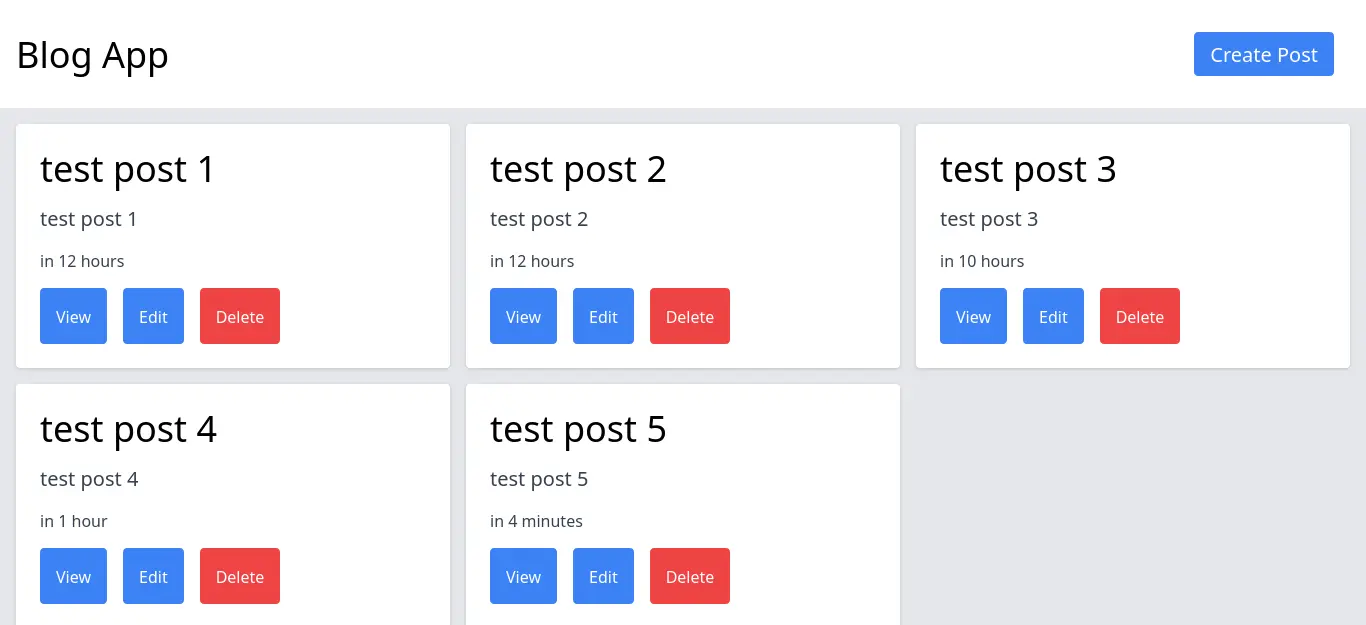 Blog App
Create Post
test post 1
test post 1
in 12 hours
View Edit Delete
test post 2
test post 2
in 12 hours
View Edit Delete
test post 3
test post 3
in 10 hours
View Edit Delete
test post 4
test post 4
in 1 hour
View Edit Delete
test post 5
test post 5
in 4 minutes
View Edit Delete